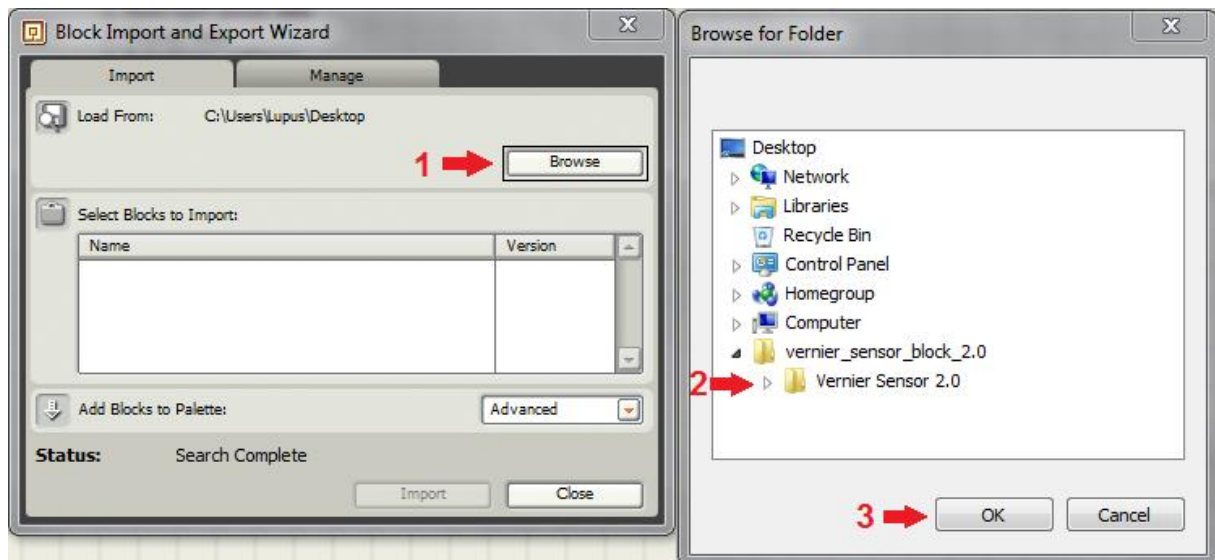 Block Import and Export Wizard
Import Manage
Load From: C:\Users\Lupus\Desktop
1 Browse
Select Blocks to Import:
Name Version
Add Blocks to Palette: Advanced
Status: Search Complete
Import Close
Browse for Folder
Desktop
Network
Libraries
Recycle Bin
Control Panel
Homegroup
Computer
vernier_sensor_block_2.0
2 Vernier Sensor 2.0
3 OK Cancel